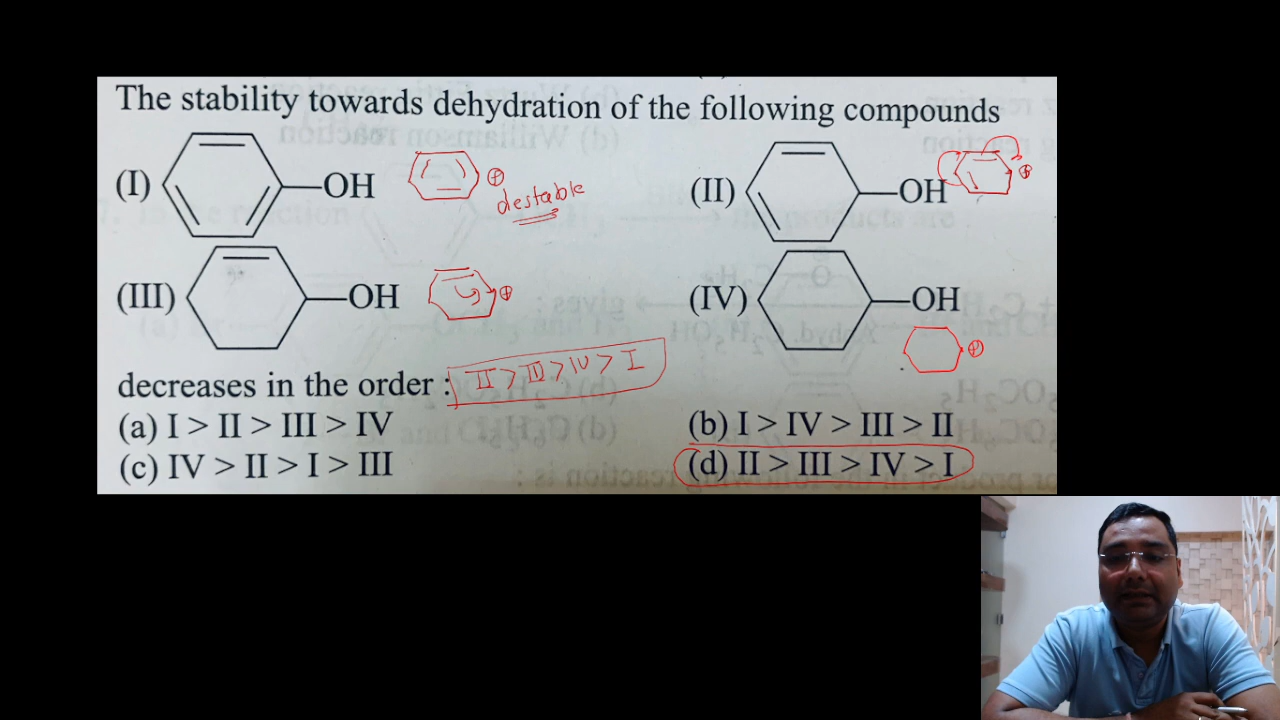 The stability towards dehydration of the following compounds
(I) OH ⊕ destable
(II) OH ⊕
(III) OH ⊕
(IV) OH ⊕
decreases in the order : II > III > IV > I
(a) I > II > III > IV
(b) I > IV > III > II
(c) IV > II > I > III
(d) II > III > IV > I